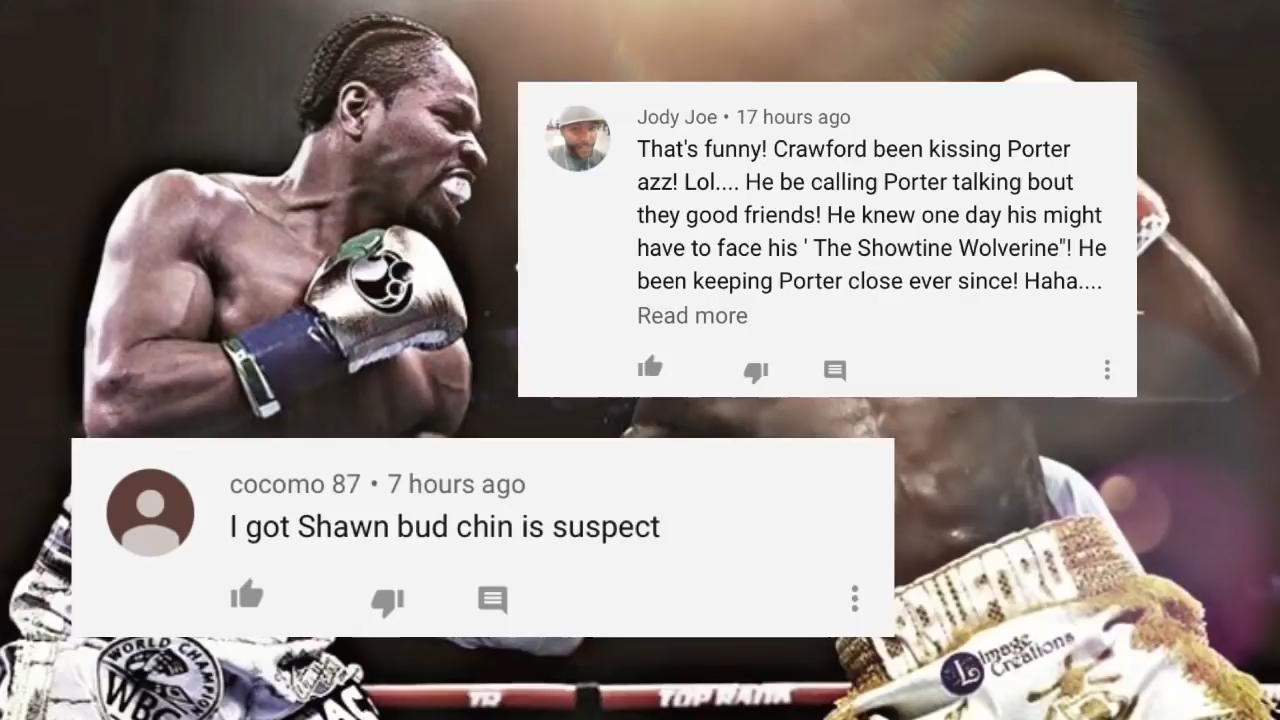 Jody Joe • 17 hours ago
That's funny! Crawford been kissing Porter
azz! Lol.... He be calling Porter talking bout
they good friends! He knew one day his might
have to face his ' The Showtine Wolverine"! He
been keeping Porter close ever since! Haha....
Read more
cocomo 87 • 7 hours ago
I got Shawn bud chin is suspect
CRAWFORD
Image
Creations
WORLD CHAMPION
WBC
TR
TOP RANK